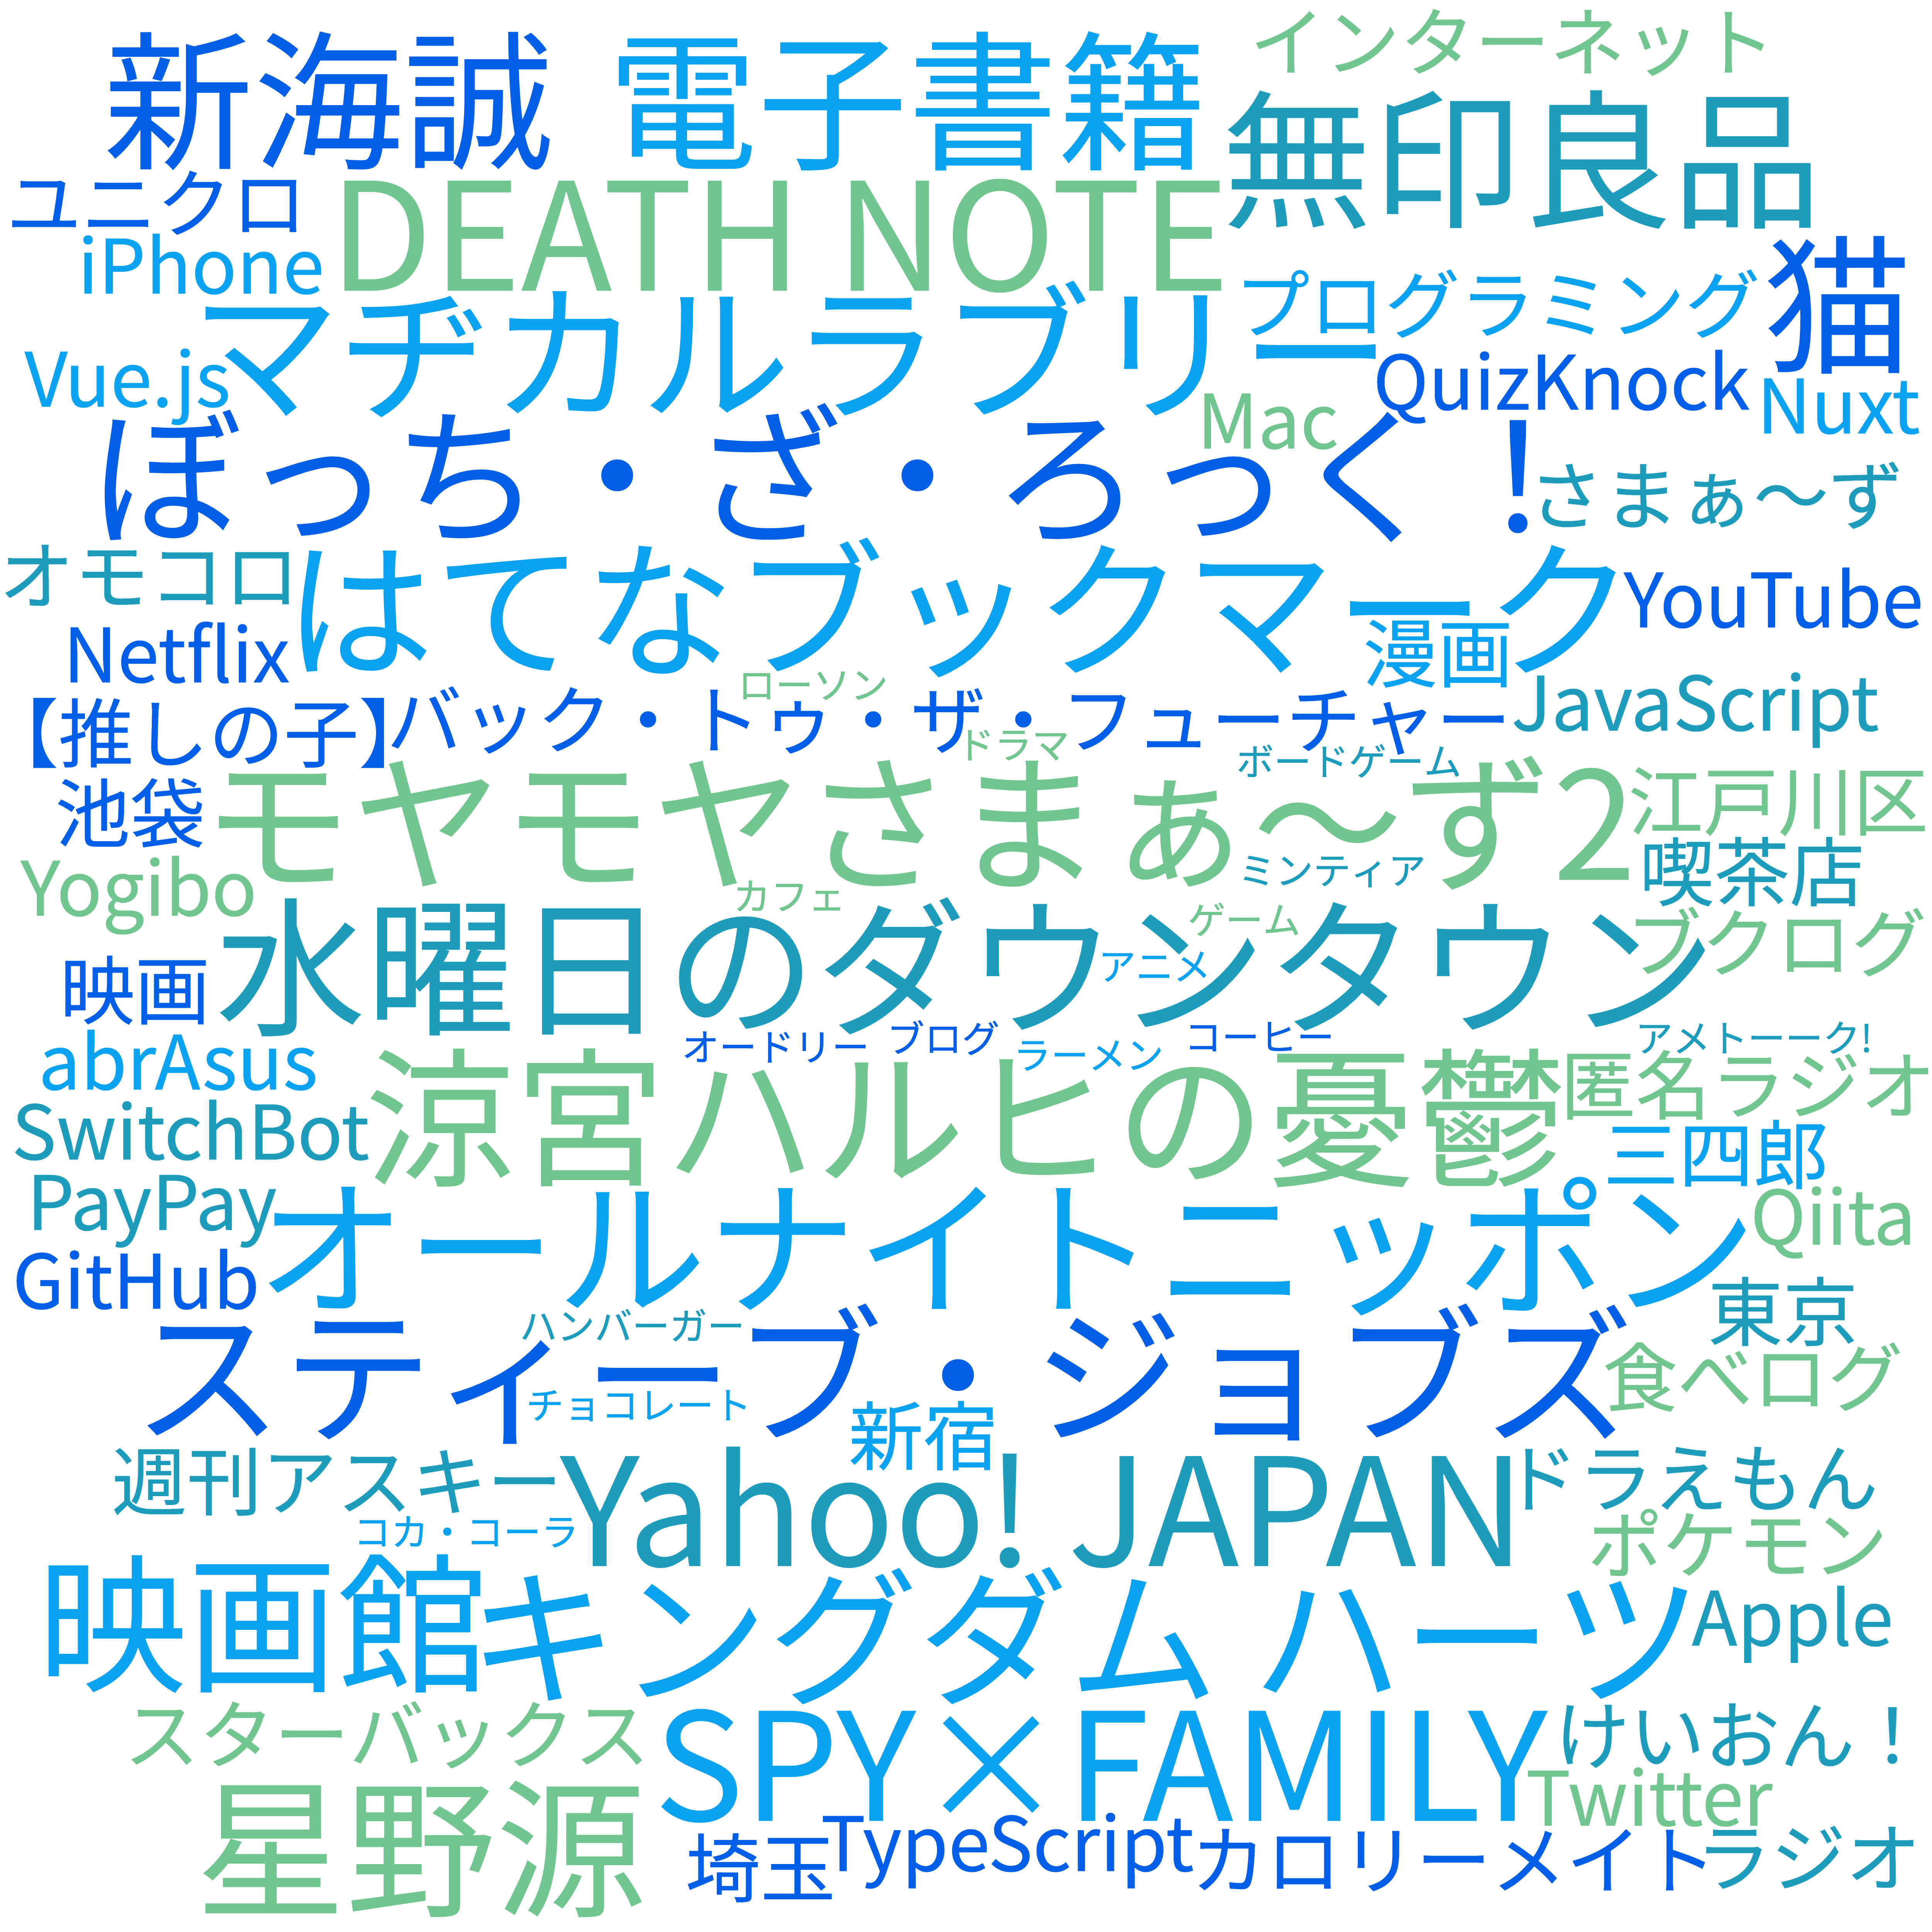 インターネット
新海誠
電子書籍
無印良品
ユニクロ
DEATH NOTE
iPhone
猫
プログラミング
マヂカルラブリー
Vue.js
QuizKnock
Nuxt
Mac
ぼっち・ざ・ろっく！
さまぁ〜ず
オモコロ
はてなブックマーク
YouTube
Netflix
漫画
ローソン
JavaScript
【推しの子】
バック・トゥ・ザ・フューチャー
ドラマ
ボードゲーム
池袋
モヤモヤさまぁ〜ず2
江戸川区
喫茶店
ミンティア
Yogibo
カフェ
水曜日のダウンタウン
ゲーム
ブクログ
アニメ
映画
オードリー
ブログ
ラーメン
コーヒー
アメトーーク!
abrAsus
涼宮ハルヒの憂鬱
匿名ラジオ
SwitchBot
三四郎
PayPay
オールナイトニッポン
Qiita
GitHub
東京
ハンバーガー
スティーブ・ジョブズ
食べログ
チョコレート
新宿
週刊アスキー
Yahoo! JAPAN
ドラえもん
コカ・コーラ
ポケモン
映画館
キングダム ハーツ
Apple
スターバックス
SPY×FAMILY
けいおん！
Twitter
星野源
TypeScript
埼玉
カロリーメイト
ラジオ